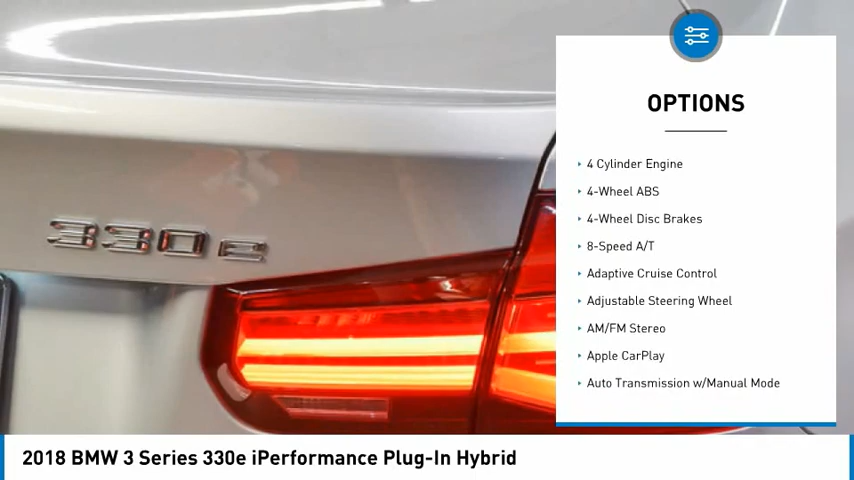 330e
OPTIONS
4 Cylinder Engine
4-Wheel ABS
4-Wheel Disc Brakes
8-Speed A/T
Adaptive Cruise Control
Adjustable Steering Wheel
AM/FM Stereo
Apple CarPlay
Auto Transmission w/Manual Mode
2018 BMW 3 Series 330e iPerformance Plug-In Hybrid